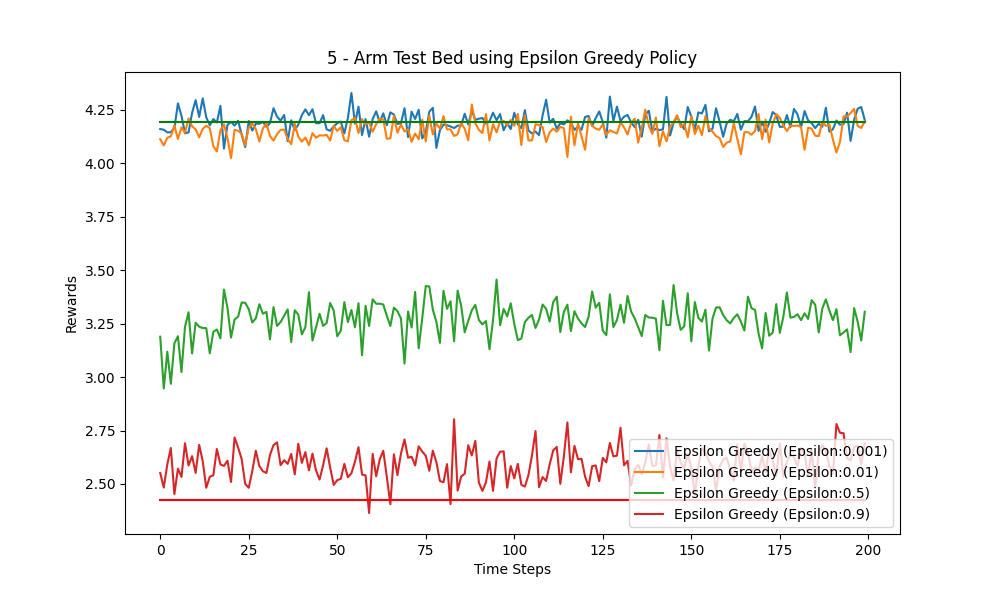 5 - Arm Test Bed using Epsilon Greedy Policy
Rewards
4.25
4.00
3.75
3.50
3.25
3.00
2.75
2.50
Epsilon Greedy (Epsilon:0.001)
Epsilon Greedy (Epsilon:0.01)
Epsilon Greedy (Epsilon:0.5)
Epsilon Greedy (Epsilon:0.9)
0 25 50 75 100 125 150 175 200
Time Steps